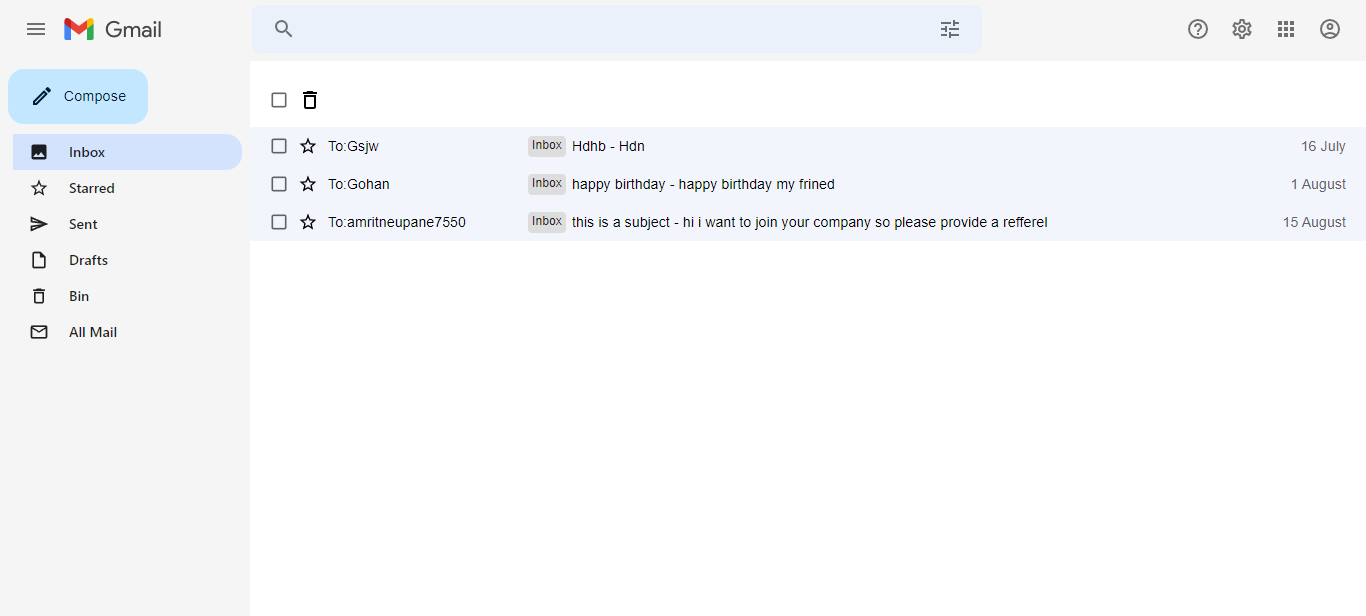 Gmail
Compose
Inbox
Starred
Sent
Drafts
Bin
All Mail
To:Gsjw Inbox Hdhb - Hdn 16 July
To:Gohan Inbox happy birthday - happy birthday my frined 1 August
To:amritneupane7550 Inbox this is a subject - hi i want to join your company so please provide a refferel 15 August